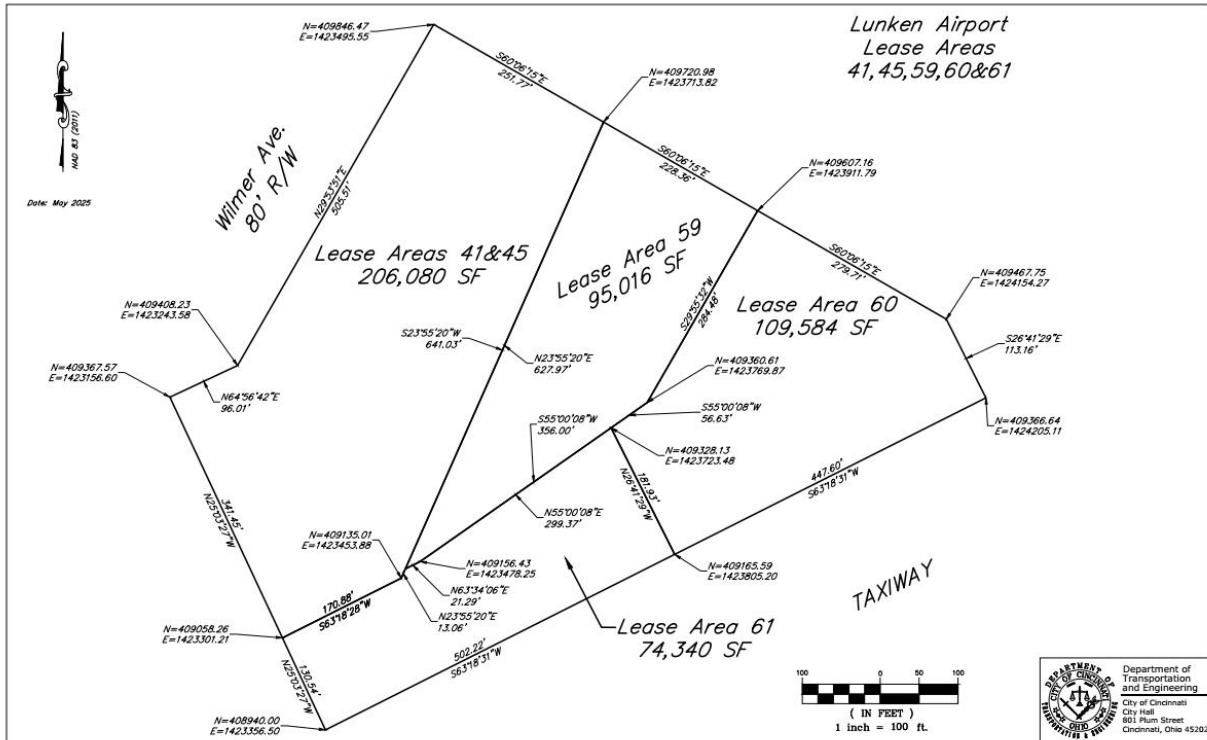 Lunken Airport
Lease Areas
41,45,59,60&61
N=409846.47
E=1423495.55
S60°06'15"E
251.77'
N=409720.98
E=1423713.82
NAD 83 (2011)
Date: May 2025
Wilmer Ave.
80' R/W
N29°53'51"E
505.51'
S60°06'15"E
228.36'
N=409607.16
E=1423911.79
Lease Areas 41&45
206,080 SF
Lease Area 59
95,016 SF
S60°06'15"E
279.71'
S29°55'32"W
284.48'
Lease Area 60
109,584 SF
N=409467.75
E=1424154.27
N=409408.23
E=1423243.58
S23°55'20"W
641.03'
N23°55'20"E
627.97'
S26°41'29"E
113.16'
N=409367.57
E=1423156.60
N64°56'42"E
96.01'
N=409360.61
E=1423769.87
S55°00'08"W
56.63'
N=409366.64
E=1424205.11
S55°00'08"W
356.00'
N=409328.13
E=1423723.48
341.45'
N25°03'27"W
181.93'
N26°41'29"W
447.60'
S63°18'31"W
N55°00'08"E
299.37'
N=409135.01
E=1423453.88
N=409156.43
E=1423478.25
N=409165.59
E=1423805.20
N63°34'06"E
21.29'
TAXIWAY
170.88'
S63°18'28"W
N23°55'20"E
13.06'
N=409058.26
E=1423301.21
Lease Area 61
74,340 SF
502.22'
S63°18'31"W
130.54'
N25°03'27"W
N=408940.00
E=1423356.50
100 0 50 100
( IN FEET )
1 inch = 100 ft.
DEPARTMENT OF
TRANSPORTATION & ENGINEERING
CITY OF CINCINNATI
OHIO
Department of
Transportation
and Engineering
City of Cincinnati
City Hall
801 Plum Street
Cincinnati, Ohio 45202